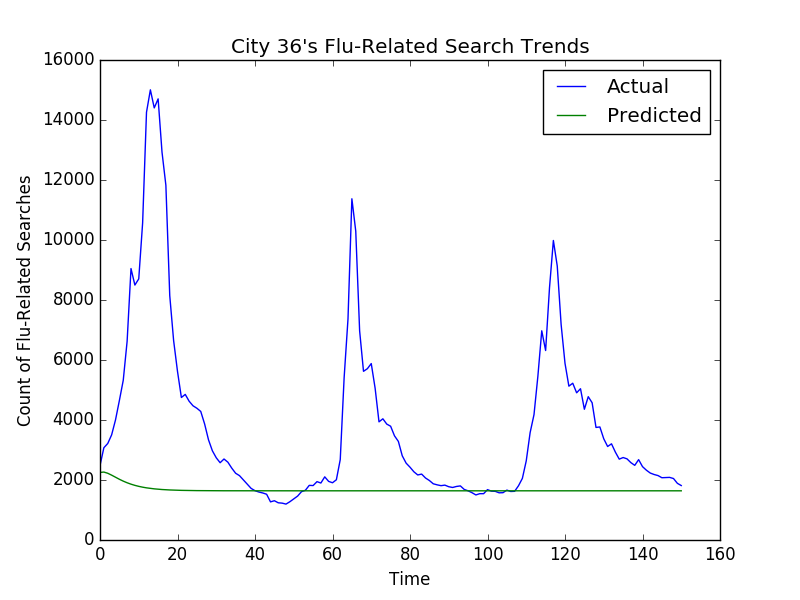 City 36's Flu-Related Search Trends
16000
14000
12000
10000
8000
6000
4000
2000
0
Count of Flu-Related Searches
Actual
Predicted
0 20 40 60 80 100 120 140 160
Time